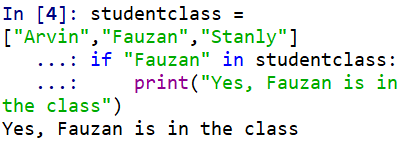 In [4]: studentclass =
["Arvin","Fauzan","Stanly"]
   ...: if "Fauzan" in studentclass:
   ...:     print("Yes, Fauzan is in
the class")
Yes, Fauzan is in the class